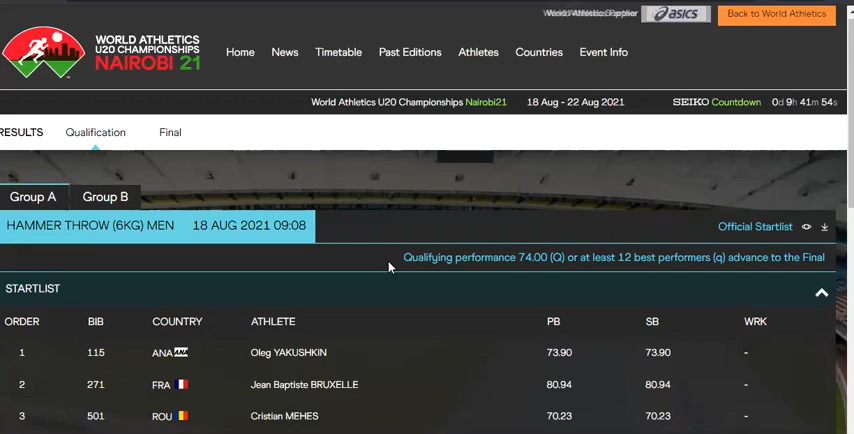 World Athletics Supplier asics Back to World Athletics
WORLD ATHLETICS
U20 CHAMPIONSHIPS
NAIROBI 21
Home News Timetable Past Editions Athletes Countries Event Info
World Athletics U20 Championships Nairobi21 18 Aug - 22 Aug 2021 SEIKO Countdown 0d 9h 41m 54s
RESULTS Qualification Final
Group A Group B
HAMMER THROW (6KG) MEN 18 AUG 2021 09:08 Official Startlist
Qualifying performance 74.00 (Q) or at least 12 best performers (q) advance to the Final
STARTLIST
ORDER BIB COUNTRY ATHLETE PB SB WRK
1 115 ANA ANA Oleg YAKUSHKIN 73.90 73.90 -
2 271 FRA Jean Baptiste BRUXELLE 80.94 80.94 -
3 501 ROU Cristian MEHES 70.23 70.23 -